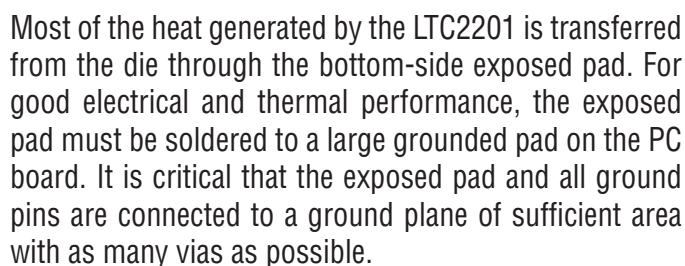 Most of the heat generated by the LTC2201 is transferred
from the die through the bottom-side exposed pad. For
good electrical and thermal performance, the exposed
pad must be soldered to a large grounded pad on the PC
board. It is critical that the exposed pad and all ground
pins are connected to a ground plane of sufficient area
with as many vias as possible.